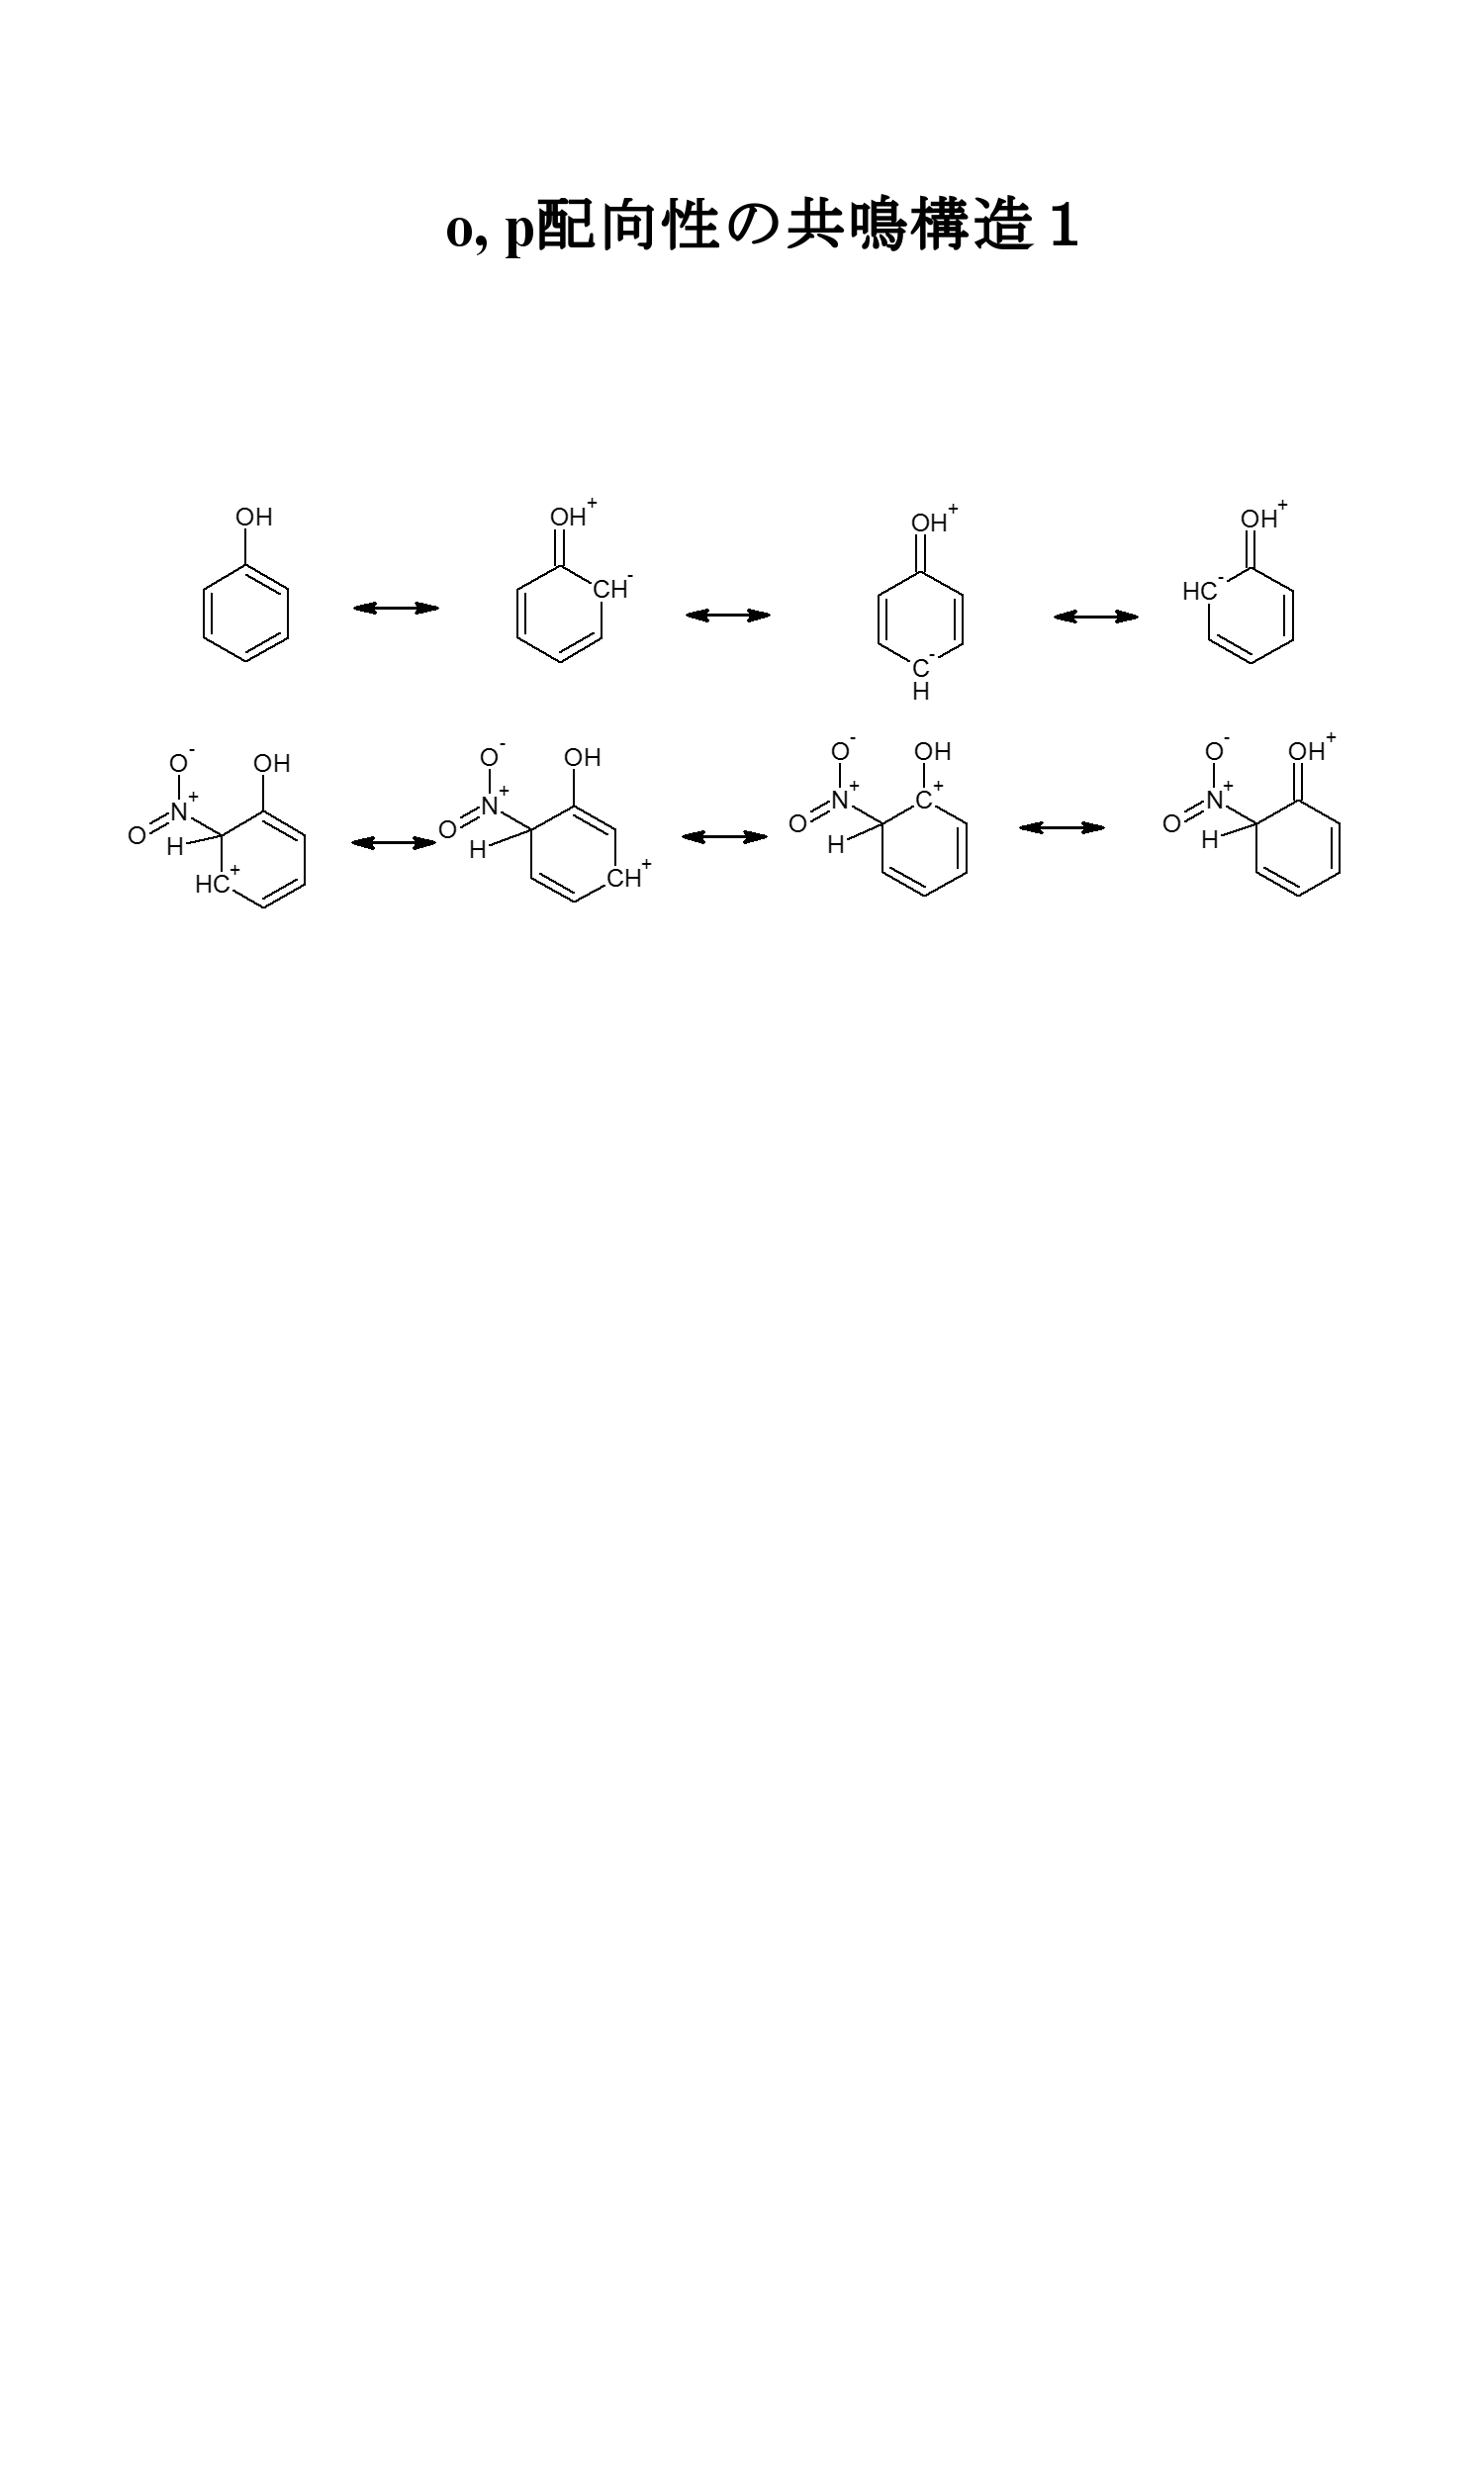 o, p配向性の共鳴構造１
OH OH+ OH+ OH+
CH- HC-
C-
H
O- OH O- OH O- OH O- OH+
N+ N+ N+ C+ N+
O O O O
H H H H
HC+ CH+